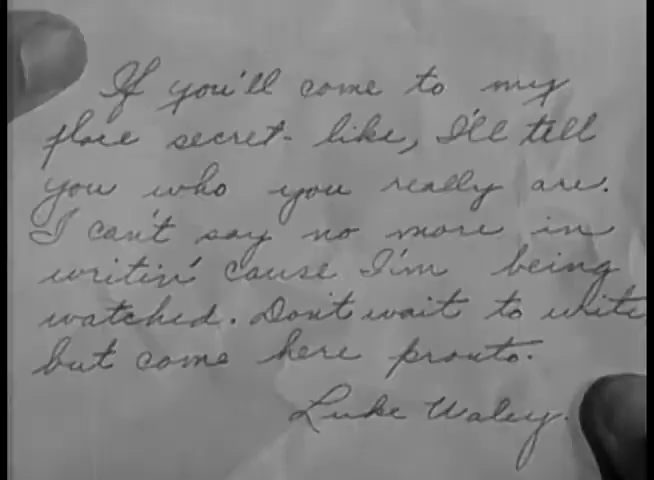 If you'll come to my
place secret-like, I'll tell
you who you really are.
I can't say no more in
writin' 'cause I'm being
watched. Don't wait to write
but come here pronto.
Luke Waley.